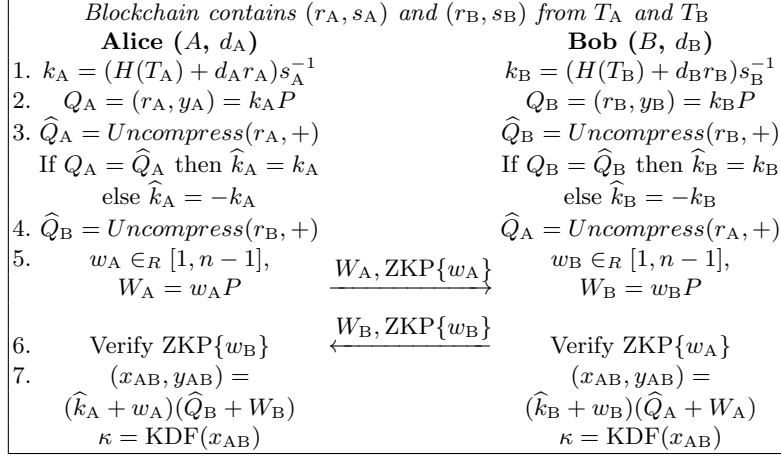 Blockchain contains (r_A, s_A) and (r_B, s_B) from T_A and T_B
Alice (A, d_A) Bob (B, d_B)
1. k_A = (H(T_A) + d_A r_A)s_A^{-1} k_B = (H(T_B) + d_B r_B)s_B^{-1}
2. Q_A = (r_A, y_A) = k_A P Q_B = (r_B, y_B) = k_B P
3. Q̂_A = Uncompress(r_A, +) Q̂_B = Uncompress(r_B, +)
If Q_A = Q̂_A then k̂_A = k_A If Q_B = Q̂_B then k̂_B = k_B
else k̂_A = −k_A else k̂_B = −k_B
4. Q̂_B = Uncompress(r_B, +) Q̂_A = Uncompress(r_A, +)
5. w_A ∈_R [1, n − 1], w_B ∈_R [1, n − 1],
W_A = w_A P W_A, ZKP{w_A} W_B = w_B P
6. Verify ZKP{w_B} W_B, ZKP{w_B} Verify ZKP{w_A}
7. (x_AB, y_AB) = (x_AB, y_AB) =
(k̂_A + w_A)(Q̂_B + W_B) (k̂_B + w_B)(Q̂_A + W_A)
κ = KDF(x_AB) κ = KDF(x_AB)